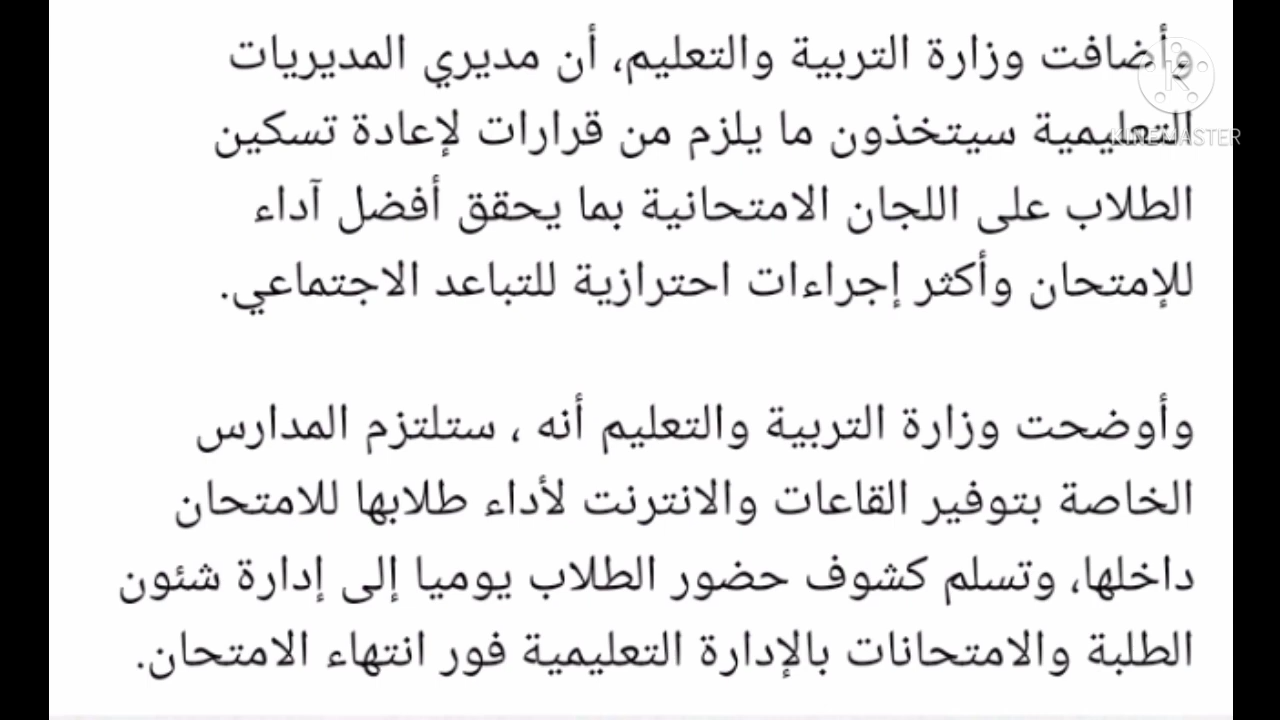 وأضافت وزارة التربية والتعليم، أن مديري المديريات
التعليمية سيتخذون ما يلزم من قرارات لإعادة تسكين
الطلاب على اللجان الامتحانية بما يحقق أفضل آداء
للإمتحان وأكثر إجراءات احترازية للتباعد الاجتماعي.
وأوضحت وزارة التربية والتعليم أنه ، ستلتزم المدارس
الخاصة بتوفير القاعات والانترنت لأداء طلابها للامتحان
داخلها، وتسلم كشوف حضور الطلاب يوميا إلى إدارة شئون
الطلبة والامتحانات بالإدارة التعليمية فور انتهاء الامتحان.
K
KINEMASTER